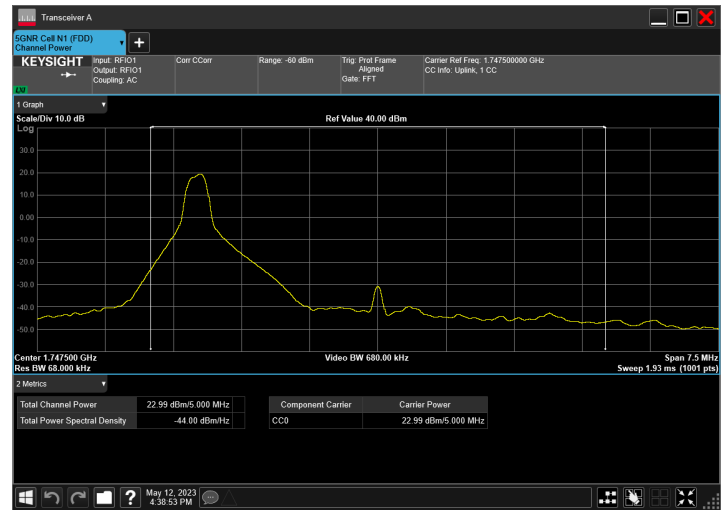 Transceiver A
5GNR Cell N1 (FDD)
Channel Power
KEYSIGHT
LXI
Input: RFIO1
Output: RFIO1
Coupling: AC
Corr CCorr
Range: -60 dBm
Trig: Prot Frame
Aligned
Gate: FFT
Carrier Ref Freq: 1.747500000 GHz
CC Info: Uplink, 1 CC
1 Graph
Scale/Div 10.0 dB
Ref Value 40.00 dBm
Log
30.0
20.0
10.0
0.00
-10.0
-20.0
-30.0
-40.0
-50.0
Center 1.747500 GHz
Video BW 680.00 kHz
Span 7.5 MHz
Res BW 68.000 kHz
Sweep 1.93 ms (1001 pts)
2 Metrics
Total Channel Power 22.99 dBm/5.000 MHz
Total Power Spectral Density -44.00 dBm/Hz
Component Carrier Carrier Power
CC0 22.99 dBm/5.000 MHz
?
May 12, 2023
4:38:53 PM